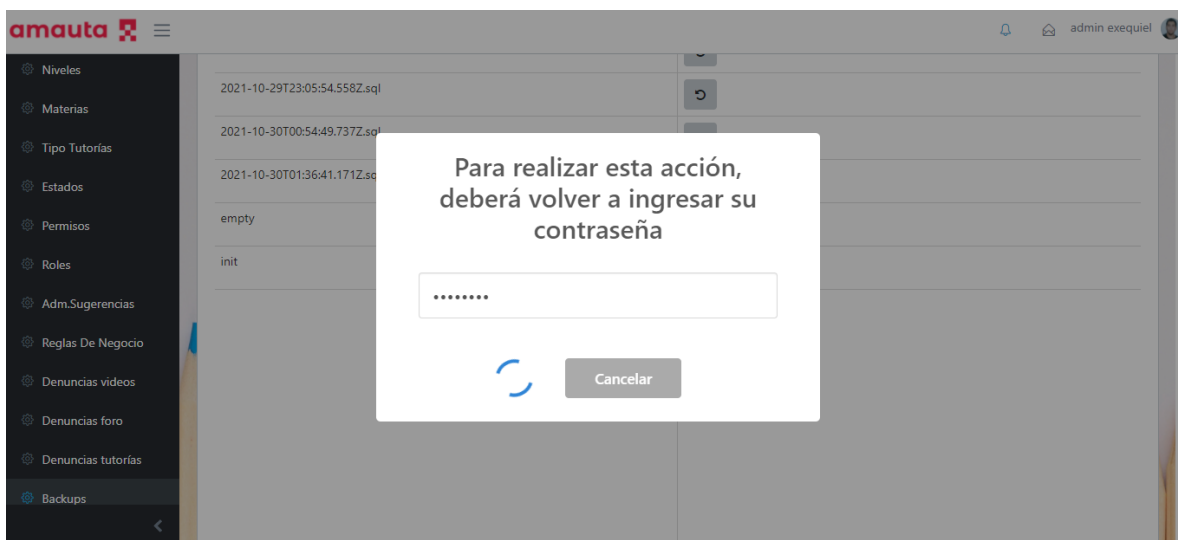 amauta
admin exequiel
Niveles
Materias
Tipo Tutorías
Estados
Permisos
Roles
Adm.Sugerencias
Reglas De Negocio
Denuncias videos
Denuncias foro
Denuncias tutorías
Backups
2021-10-29T23:05:54.558Z.sql
2021-10-30T00:54:49.737Z.sql
2021-10-30T01:36:41.171Z.sq
empty
init
Para realizar esta acción,
deberá volver a ingresar su
contraseña
••••••••
Cancelar